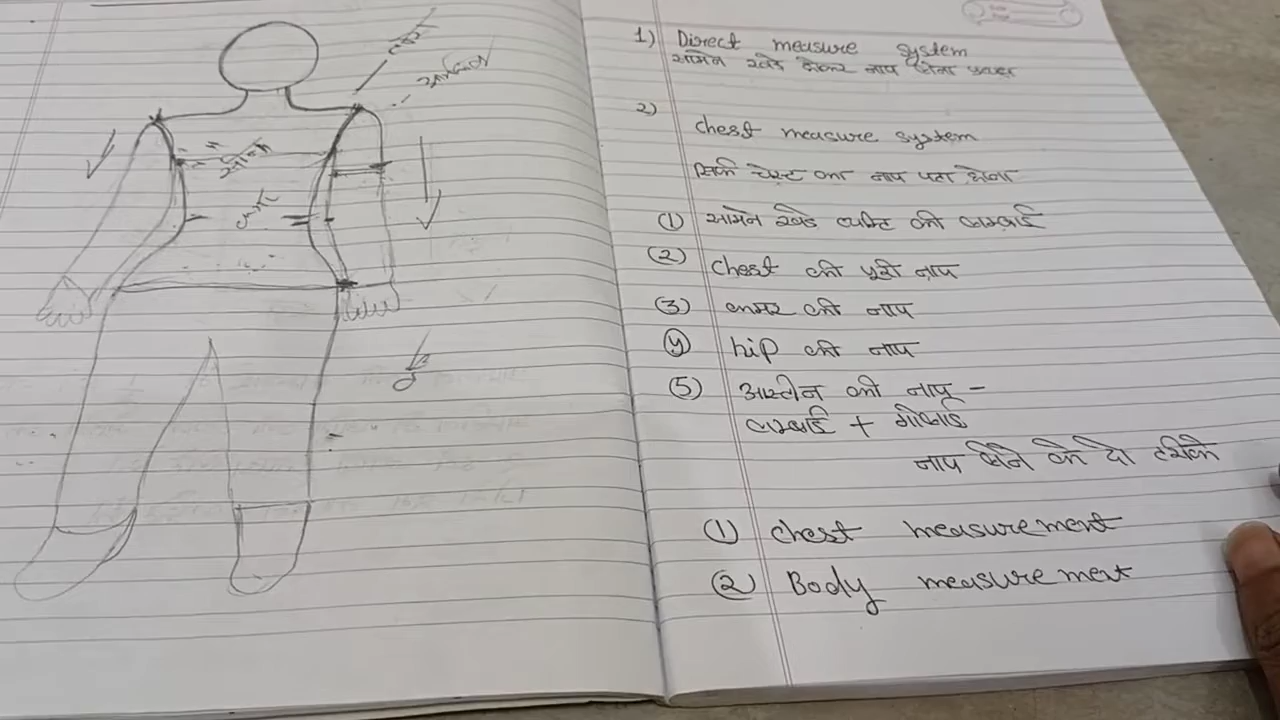 1) Direct measure system
सामने खडे होकर नाप लेना
2)
chest measure system
सिर्फ चेस्ट का नाप पता होना
(1) सामने खडे व्यक्ति की लम्बाई
(2) chest की पुरी नाप
(3) कमर की नाप
(4) hip की नाप
(5) अस्तीन की नाप -
लम्बाई + गोलाई
नाप लेने के दो तरीके
(1) chest measurement
(2) Body measurement